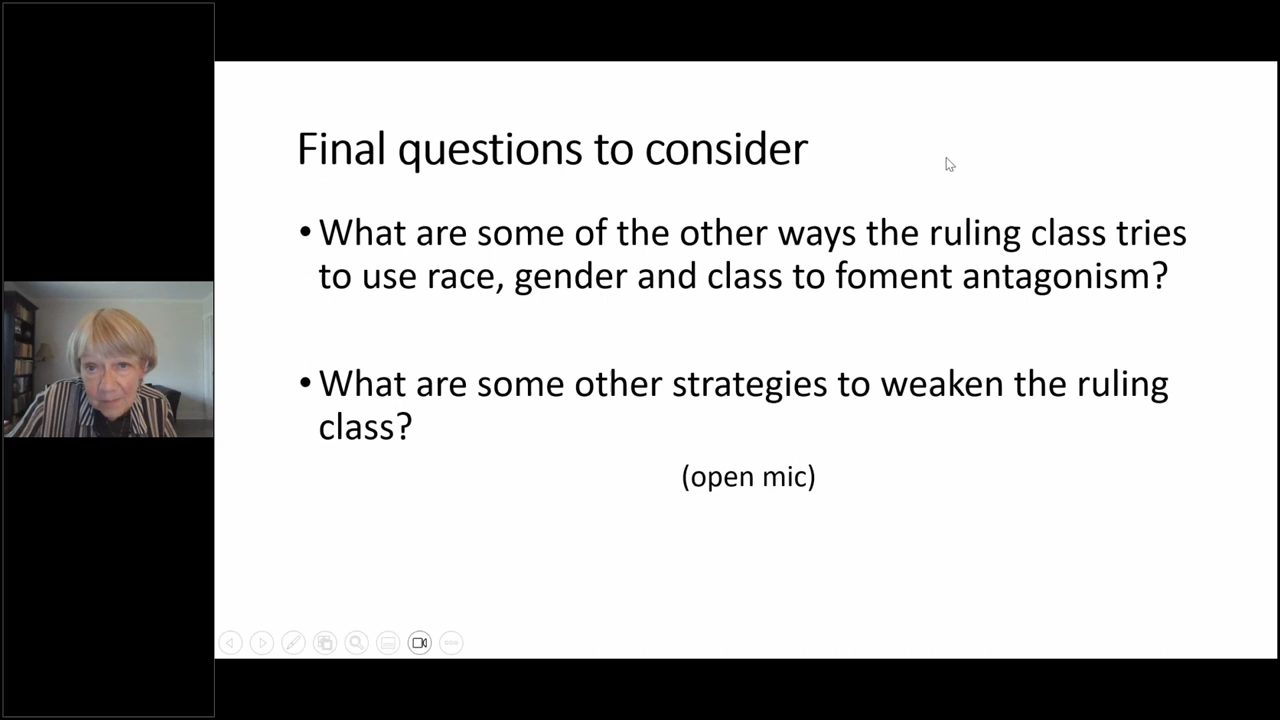 Final questions to consider
• What are some of the other ways the ruling class tries
to use race, gender and class to foment antagonism?
• What are some other strategies to weaken the ruling
class?
(open mic)